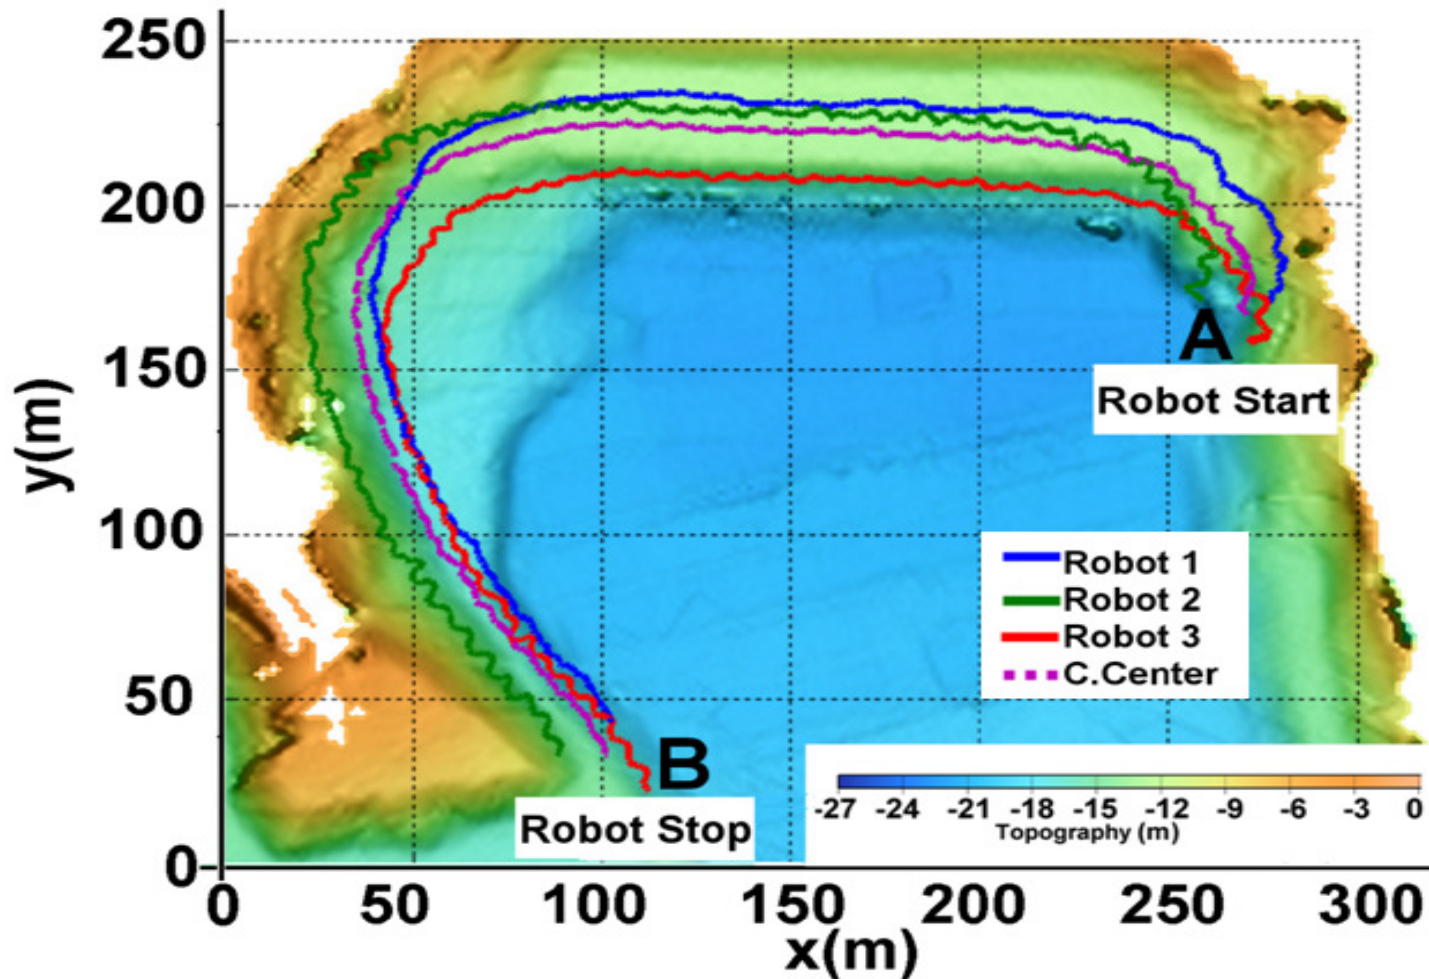 250
200
150
100
50
0
y(m)
A
Robot Start
Robot 1
Robot 2
Robot 3
C.Center
B
Robot Stop
-27 -24 -21 -18 -15 -12 -9 -6 -3 0
Topography (m)
0 50 100 150 200 250 300
x(m)